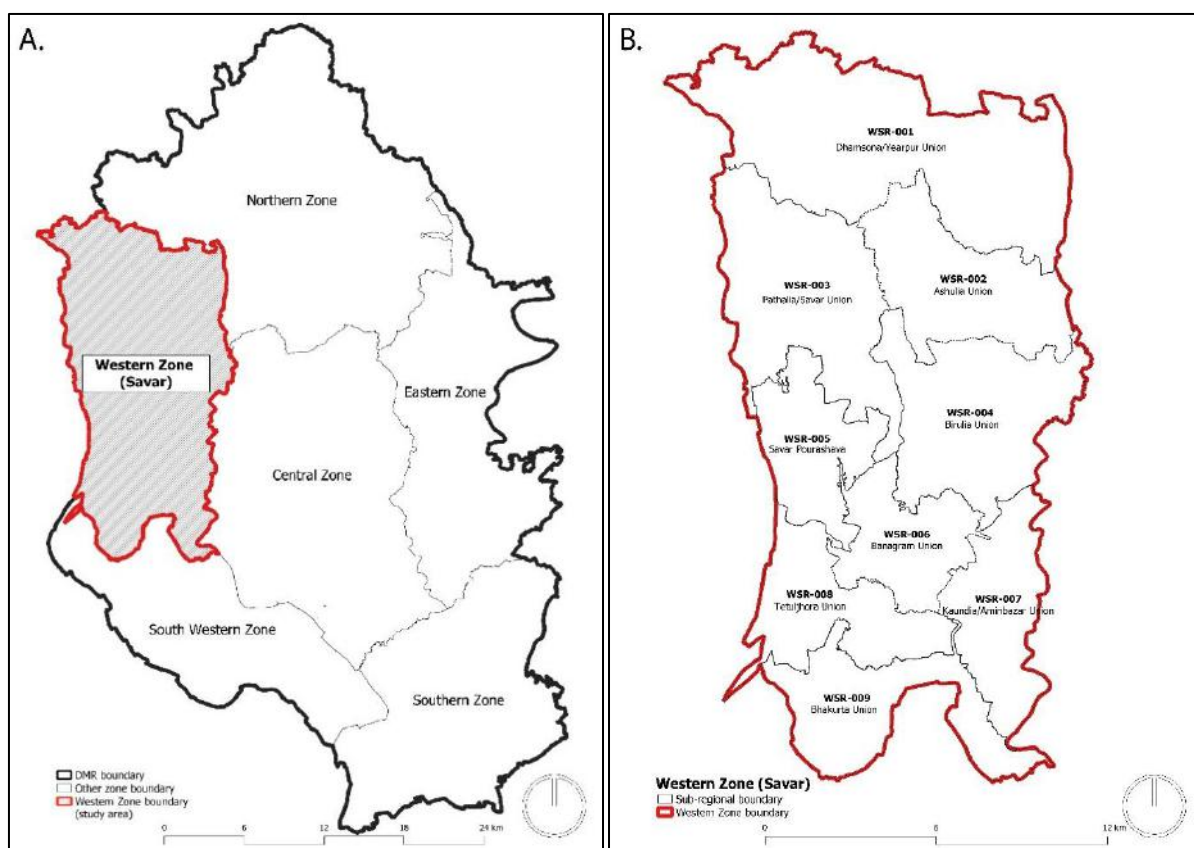 A.
Northern Zone
Western Zone
(Savar)
Eastern Zone
Central Zone
South Western Zone
Southern Zone
DMR boundary
Other zone boundary
Western Zone boundary
(study area)
0 6 12 18 24 km
B.
WSR-001
Dhamsona/Yearpur Union
WSR-002
Ashulia Union
WSR-003
Pathalia/Savar Union
WSR-004
Birulia Union
WSR-005
Savar Pourashava
WSR-006
Banagram Union
WSR-007
Kaundia/Aminbazar Union
WSR-008
Tetuljhora Union
WSR-009
Bhakurta Union
Western Zone (Savar)
Sub-regional boundary
Western Zone boundary
0 6 12 km